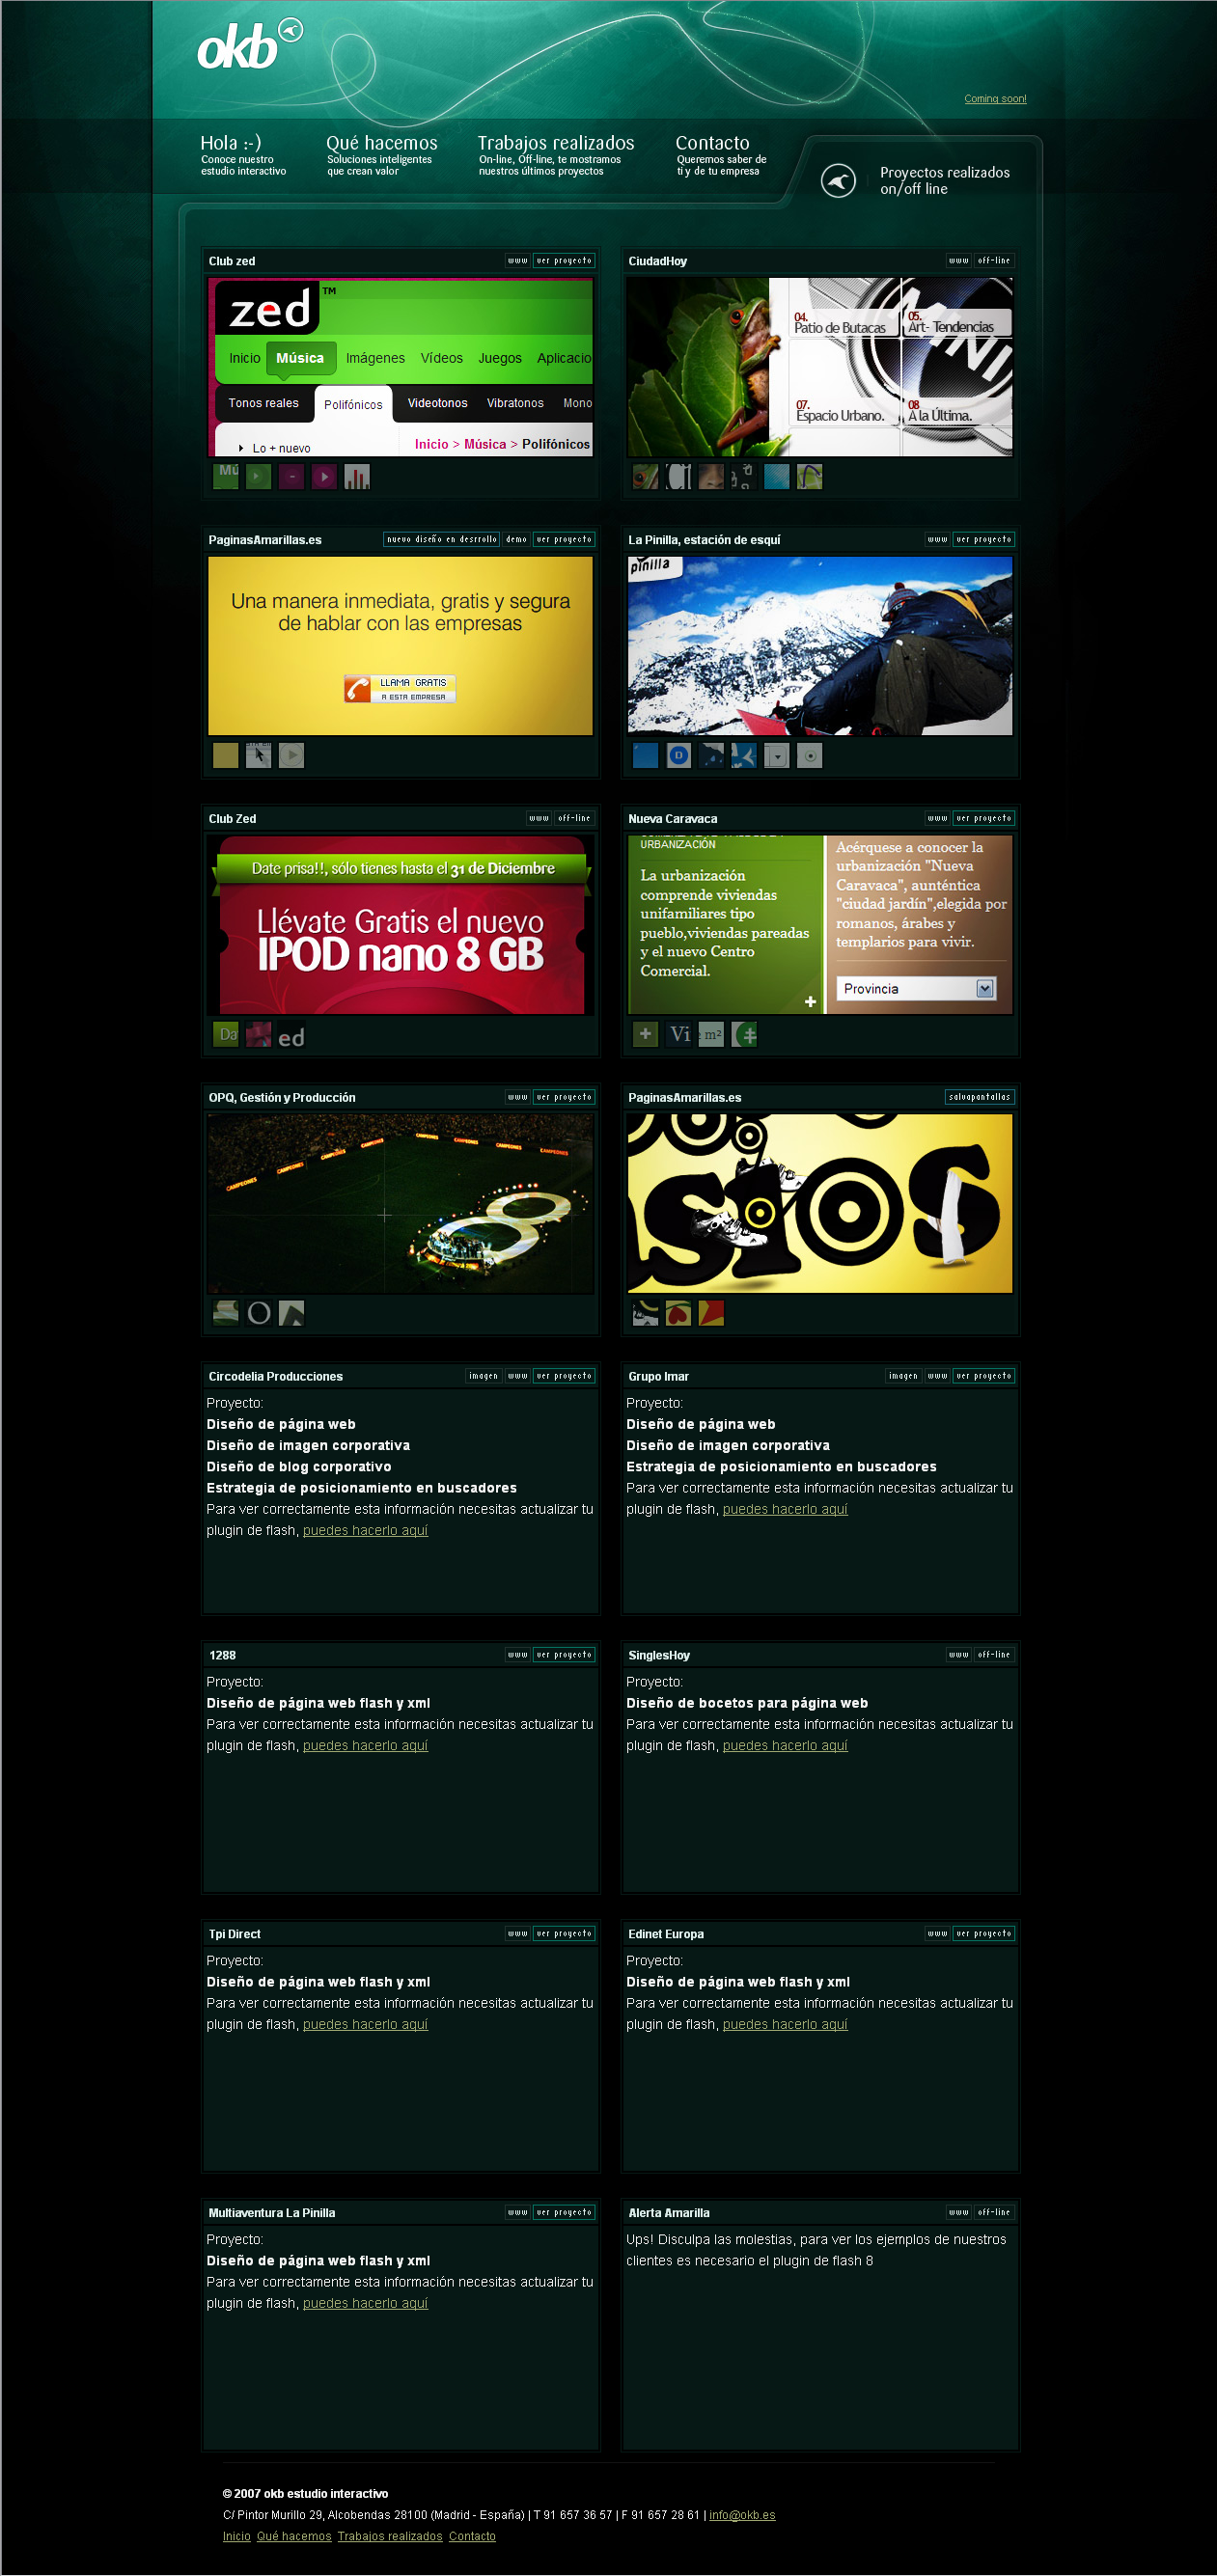 okb
Coming soon!
Hola :-)
Conoce nuestro
estudio interactivo
Qué hacemos
Soluciones inteligentes
que crean valor
Trabajos realizados
On-line, Off-line, te mostramos
nuestros últimos proyectos
Contacto
Queremos saber de
ti y de tu empresa
Proyectos realizados
on/off line
Club zed
www ver proyecto
zed TM
Inicio Música Imágenes Vídeos Juegos Aplicacio
Tonos reales Polifónicos Videotonos Vibratonos Mono
Lo + nuevo
Inicio > Música > Polifónicos
Mú
CiudadHoy
www off-line
04.
Patio de Butacas
05.
Art- Tendencias
07.
Espacio Urbano.
08
A la Última.
PaginasAmarillas.es
nuevo diseño en desrrollo demo ver proyecto
Una manera inmediata, gratis y segura
de hablar con las empresas
LLAMA GRATIS
A ESTA EMPRESA
La Pinilla, estación de esquí
www ver proyecto
pinilla
Club Zed
www off-line
Date prisa!!, sólo tienes hasta el 31 de Diciembre
Llévate Gratis el nuevo
IPOD nano 8 GB
Da
ed
Nueva Caravaca
www ver proyecto
URBANIZACIÓN
La urbanización
comprende viviendas
unifamiliares tipo
pueblo,viviendas pareadas
y el nuevo Centro
Comercial.
Acérquese a conocer la
urbanización "Nueva
Caravaca", aunténtica
"ciudad jardín",elegida por
romanos, árabes y
templarios para vivir.
Provincia
Vi
m²
OPQ, Gestión y Producción
www ver proyecto
CAMPEONES CAMPEONES CAMPEONES CAMPEONES CAMPEONES CAMPEONES CAMPEONES
O
PaginasAmarillas.es
salvapantallas
Circodelia Producciones
imagen www ver proyecto
Proyecto:
Diseño de página web
Diseño de imagen corporativa
Diseño de blog corporativo
Estrategia de posicionamiento en buscadores
Para ver correctamente esta información necesitas actualizar tu
plugin de flash, puedes hacerlo aquí
Grupo Imar
imagen www ver proyecto
Proyecto:
Diseño de página web
Diseño de imagen corporativa
Estrategia de posicionamiento en buscadores
Para ver correctamente esta información necesitas actualizar tu
plugin de flash, puedes hacerlo aquí
1288
www ver proyecto
Proyecto:
Diseño de página web flash y xml
Para ver correctamente esta información necesitas actualizar tu
plugin de flash, puedes hacerlo aquí
SinglesHoy
www off-line
Proyecto:
Diseño de bocetos para página web
Para ver correctamente esta información necesitas actualizar tu
plugin de flash, puedes hacerlo aquí
Tpi Direct
www ver proyecto
Proyecto:
Diseño de página web flash y xml
Para ver correctamente esta información necesitas actualizar tu
plugin de flash, puedes hacerlo aquí
Edinet Europa
www ver proyecto
Proyecto:
Diseño de página web flash y xml
Para ver correctamente esta información necesitas actualizar tu
plugin de flash, puedes hacerlo aquí
Multiaventura La Pinilla
www ver proyecto
Proyecto:
Diseño de página web flash y xml
Para ver correctamente esta información necesitas actualizar tu
plugin de flash, puedes hacerlo aquí
Alerta Amarilla
www off-line
Ups! Disculpa las molestias, para ver los ejemplos de nuestros
clientes es necesario el plugin de flash 8
© 2007 okb estudio interactivo
C/ Pintor Murillo 29, Alcobendas 28100 (Madrid - España) | T 91 657 36 57 | F 91 657 28 61 | info@okb.es
Inicio Qué hacemos Trabajos realizados Contacto